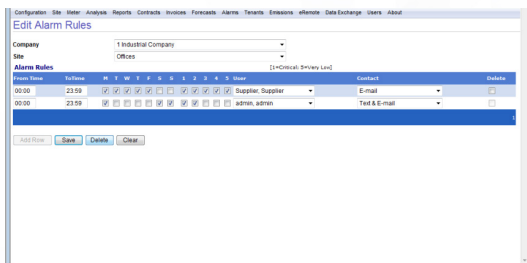 Configuration Site Meter Analysis Reports Contracts Invoices Forecasts Alarms Tenants Emissions eRemote Data Exchange Users About
Edit Alarm Rules
Company 1 Industrial Company
Site Offices
Alarm Rules [1=Critical: 5=Very Low]
From Time ToTime M T W T F S S 1 2 3 4 5 User Contact Delete
00:00 23:59 Supplier, Supplier E-mail
00:00 23:59 admin, admin Text & E-mail
1
Add Row Save Delete Clear